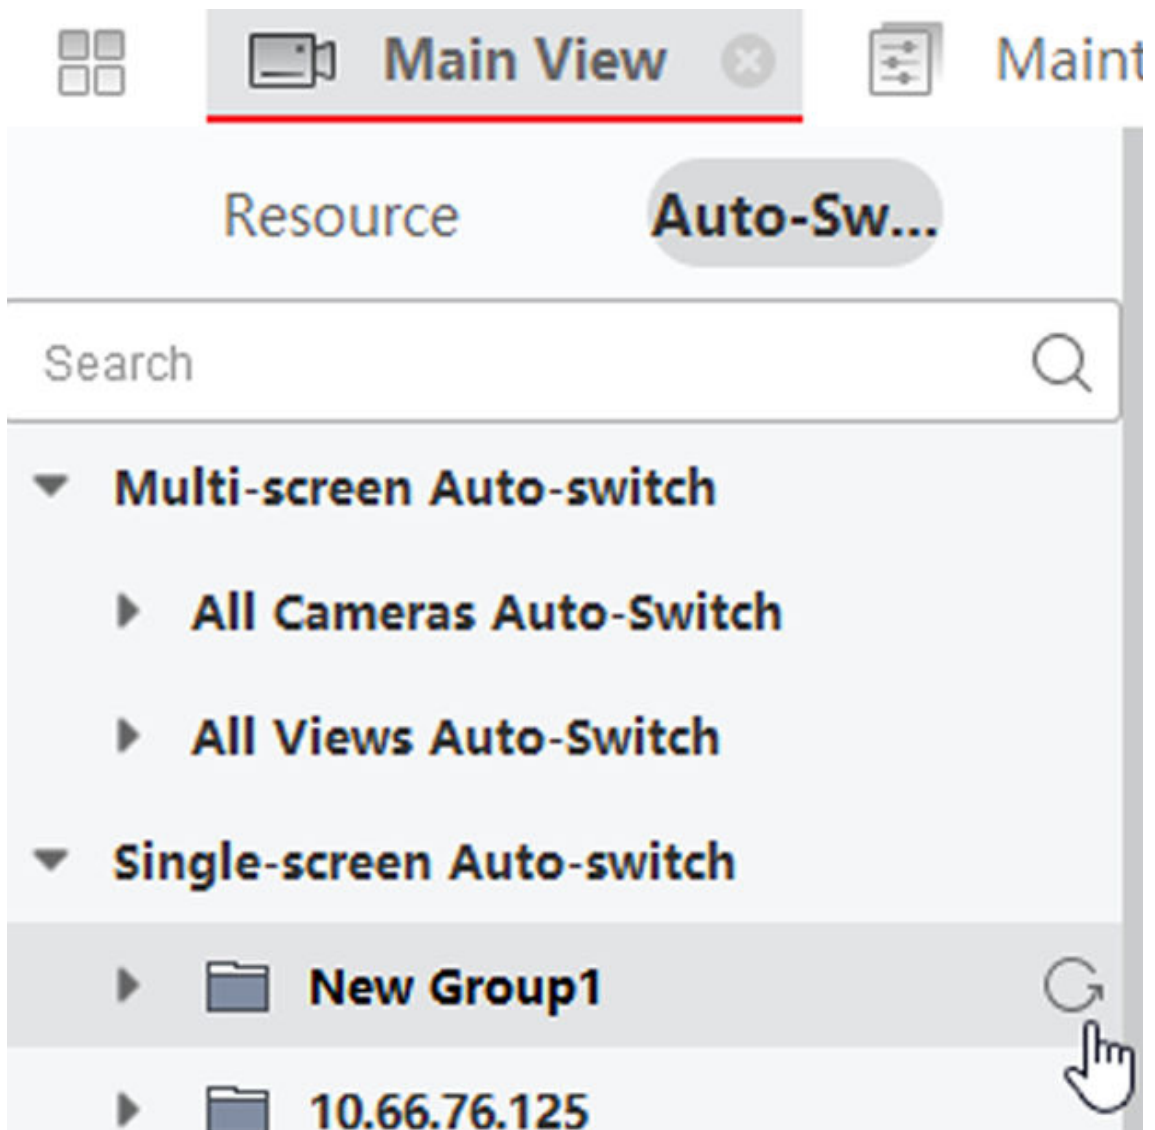 Main View Maint
Resource Auto-Sw...
Search
Multi-screen Auto-switch
All Cameras Auto-Switch
All Views Auto-Switch
Single-screen Auto-switch
New Group1
10.66.76.125